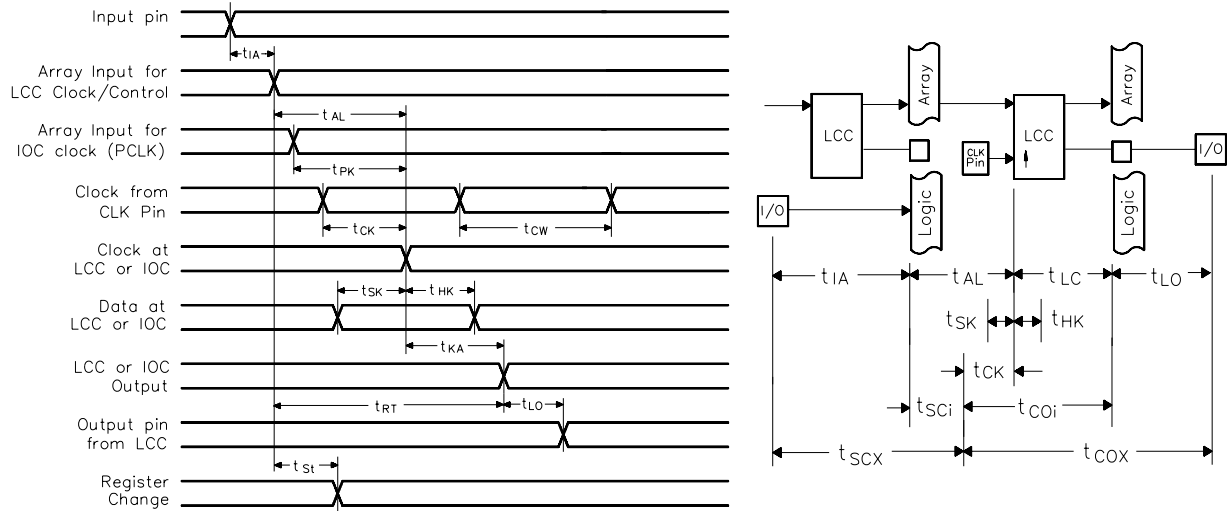 Input pin
tIA
Array Input for
LCC Clock/Control
tAL
Array Input for
IOC clock (PCLK)
tPK
Clock from
CLK Pin
tCK
tCW
Clock at
LCC or IOC
tSK
tHK
Data at
LCC or IOC
tKA
LCC or IOC
Output
tRT
tLO
Output pin
from LCC
tSt
Register
Change
Array
Array
LCC
LCC
CLK
Pin
I/O
I/O
Logic
Logic
tIA
tAL
tLC
tLO
tSK
tHK
tCK
tSCi
tCOi
tSCX
tCOX